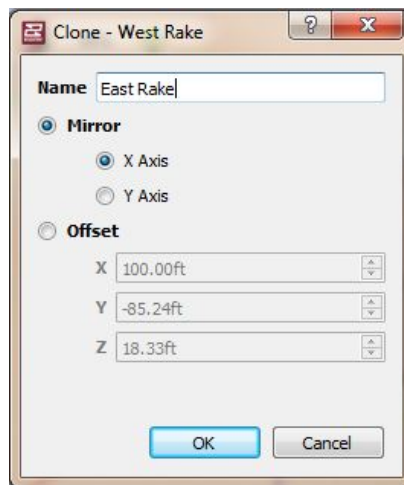 Clone - West Rake
Name East Rake
Mirror
X Axis
Y Axis
Offset
X 100.00ft
Y -85.24ft
Z 18.33ft
OK Cancel